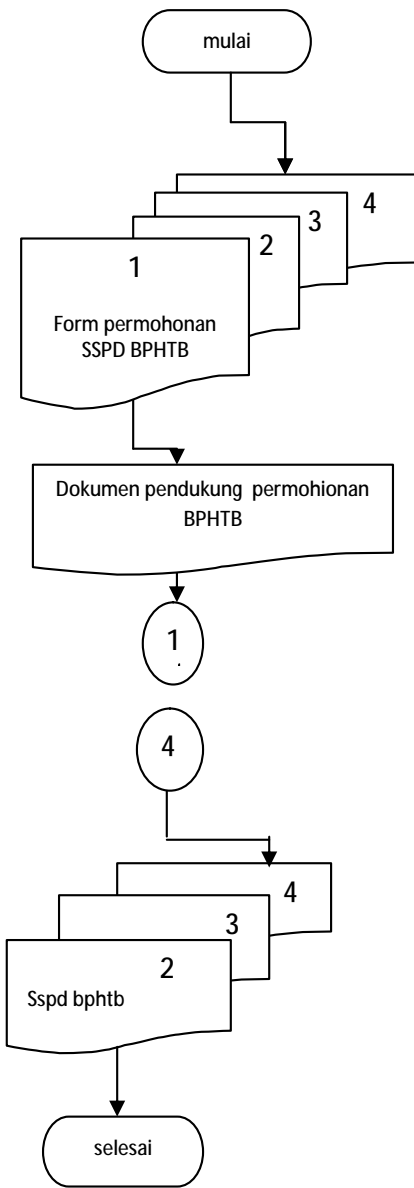 mulai
4
3
2
1
Form permohonan
SSPD BPHTB
Dokumen pendukung permohionan
BPHTB
1
.
4
4
3
2
Sspd bphtb
selesai